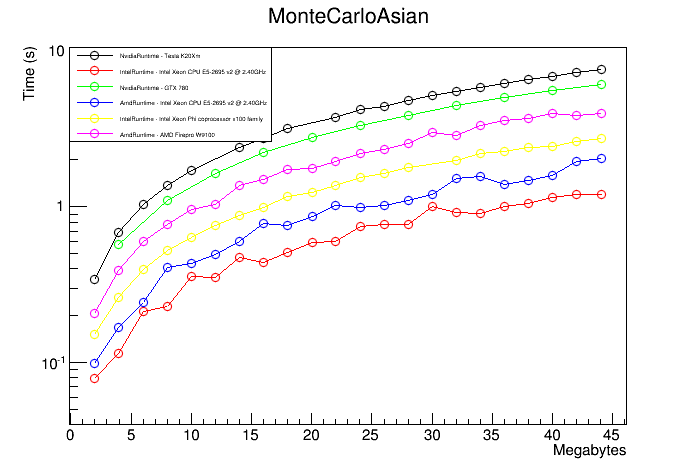 MonteCarloAsian
Time (s)
10
1
10-1
NvidiaRuntime - Tesla K20Xm
IntelRuntime - Intel Xeon CPU E5-2695 v2 @ 2.40GHz
NvidiaRuntime - GTX 780
AmdRuntime - Intel Xeon CPU E5-2695 v2 @ 2.40GHz
IntelRuntime - Intel Xeon Phi coprocessor x100 family
AmdRuntime - AMD Firepro W9100
0 5 10 15 20 25 30 35 40 45
Megabytes